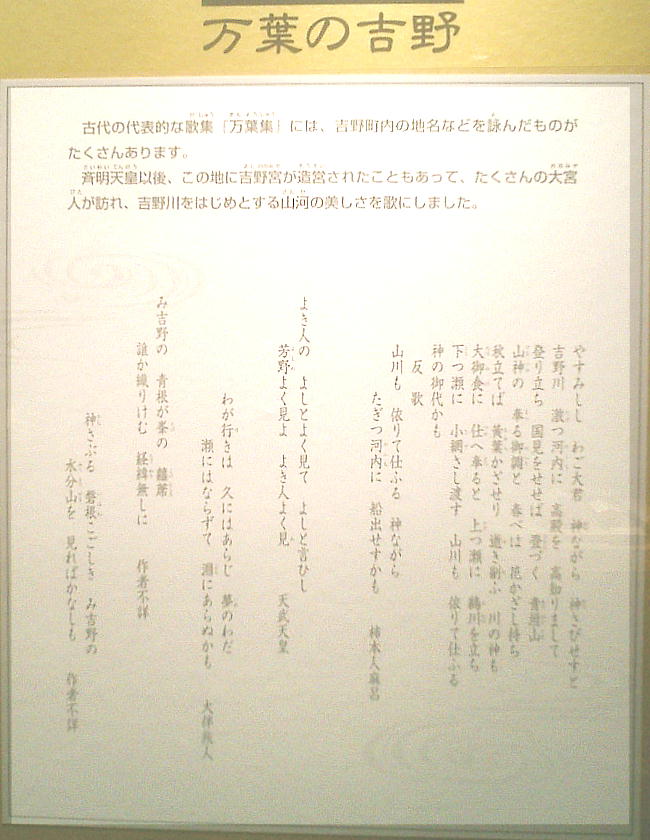 万葉の吉野
古代の代表的な歌集「万葉集」には、吉野町内の地名などを詠んだものが
たくさんあります。
斉明天皇以後、この地に吉野宮が造営されたこともあって、たくさんの大宮
人が訪れ、吉野川をはじめとする山河の美しさを歌にしました。
やすみしし わご大君 神ながら 神さびせすと
吉野川 激つ河内に 高殿を 高知りまして
登り立ち 国見をせせば 畳づく 青垣山
山神の 奉る御調と 春べは 花かざし持ち
秋立てば 黄葉かざせり 逝き副ふ 川の神も
大御食に 仕へ奉ると 上つ瀬に 鵜川を立ち
下つ瀬に 小網さし渡す 山川も 依りて仕ふる
神の御代かも
反歌
山川も 依りて仕ふる 神ながら
たぎつ河内に 船出せすかも 柿本人麻呂
よき人の よしとよく見て よしと言ひし
芳野よく見よ よき人よく見 天武天皇
わが行きは 久にはあらじ 夢のわだ
瀬にはならずて 淵にあらぬかも 大伴旅人
み吉野の 青根が峯の 蘿蓆
誰か織りけむ 経緯無しに 作者不詳
神さぶる 磐根こごしき み吉野の
水分山を 見ればかなしも 作者不詳